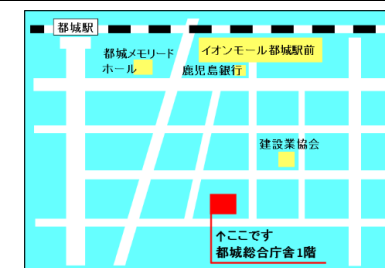 都城駅
都城メモリード
ホール
イオンモール都城駅前
鹿児島銀行
建設業協会
↑ここです
都城総合庁舎1階